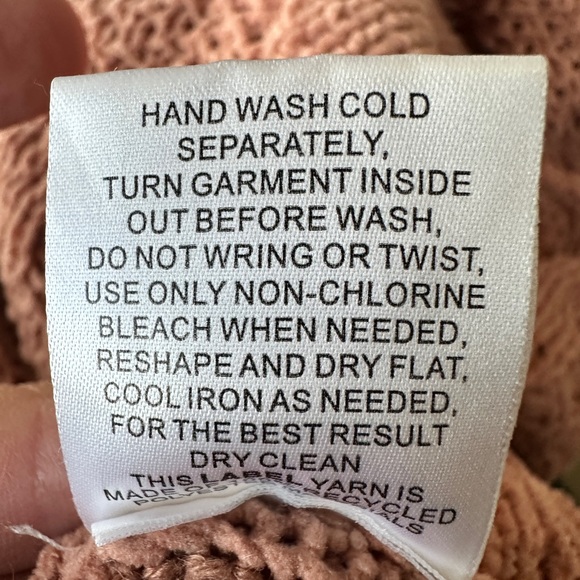 HAND WASH COLD
SEPARATELY,
TURN GARMENT INSIDE
OUT BEFORE WASH,
DO NOT WRING OR TWIST,
USE ONLY NON-CHLORINE
BLEACH WHEN NEEDED,
RESHAPE AND DRY FLAT,
COOL IRON AS NEEDED,
FOR THE BEST RESULT
DRY CLEAN
THIS LABEL YARN IS
MADE RECYCLED